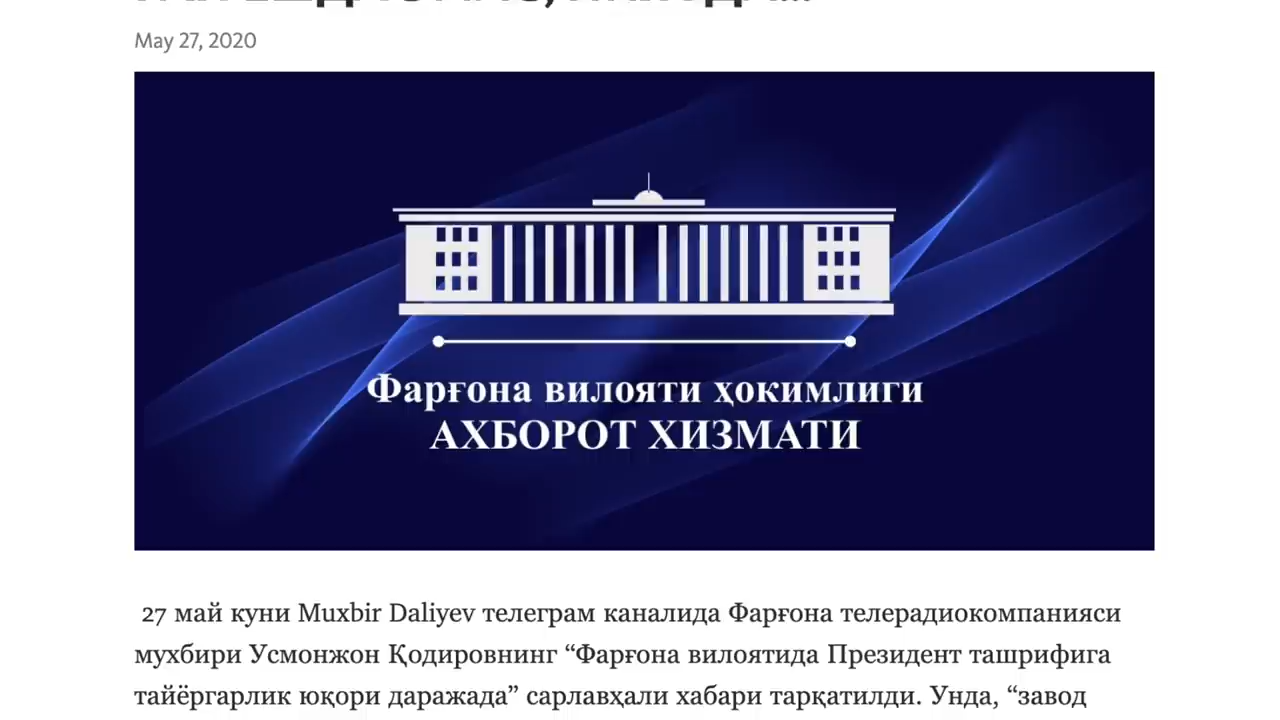 May 27, 2020
Фарғона вилояти ҳокимлиги
АХБОРОТ ХИЗМАТИ
27 май куни Muxbir Daliyev телеграм каналида Фарғона телерадиокомпанияси
мухбири Усмонжон Қодировнинг “Фарғона вилоятида Президент ташрифига
тайёргарлик юқори даражада” сарлавҳали хабари тарқатилди. Унда, “завод